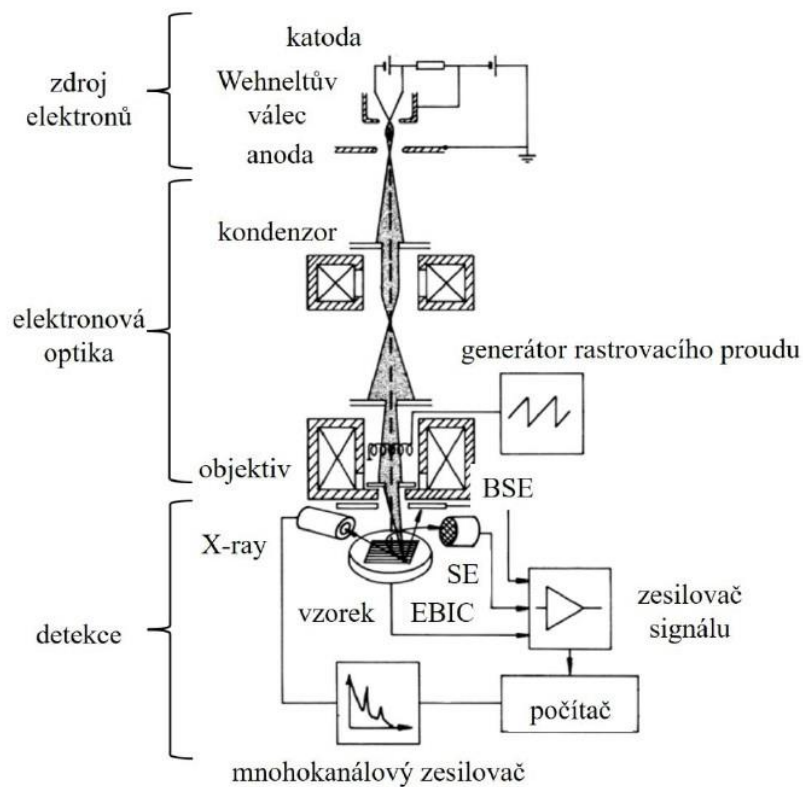 katoda
zdroj
elektronů
Wehneltův
válec
anoda
kondenzor
elektronová
optika
generátor rastrovacího proudu
objektiv
BSE
X-ray
SE
vzorek
EBIC
zesilovač
signálu
detekce
počítač
mnohokanálový zesilovač